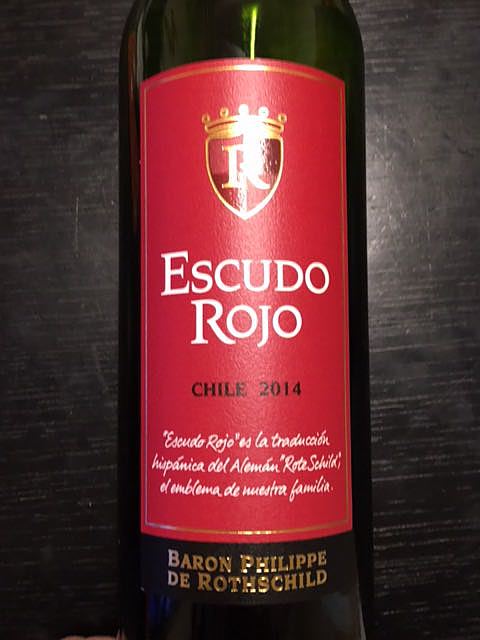 R
ESCUDO
ROJO
CHILE 2014
"Escudo Rojo" es la traducción
hispánica del Alemán "Rote Schild",
el emblema de nuestra familia.
BARON PHILIPPE
DE ROTHSCHILD